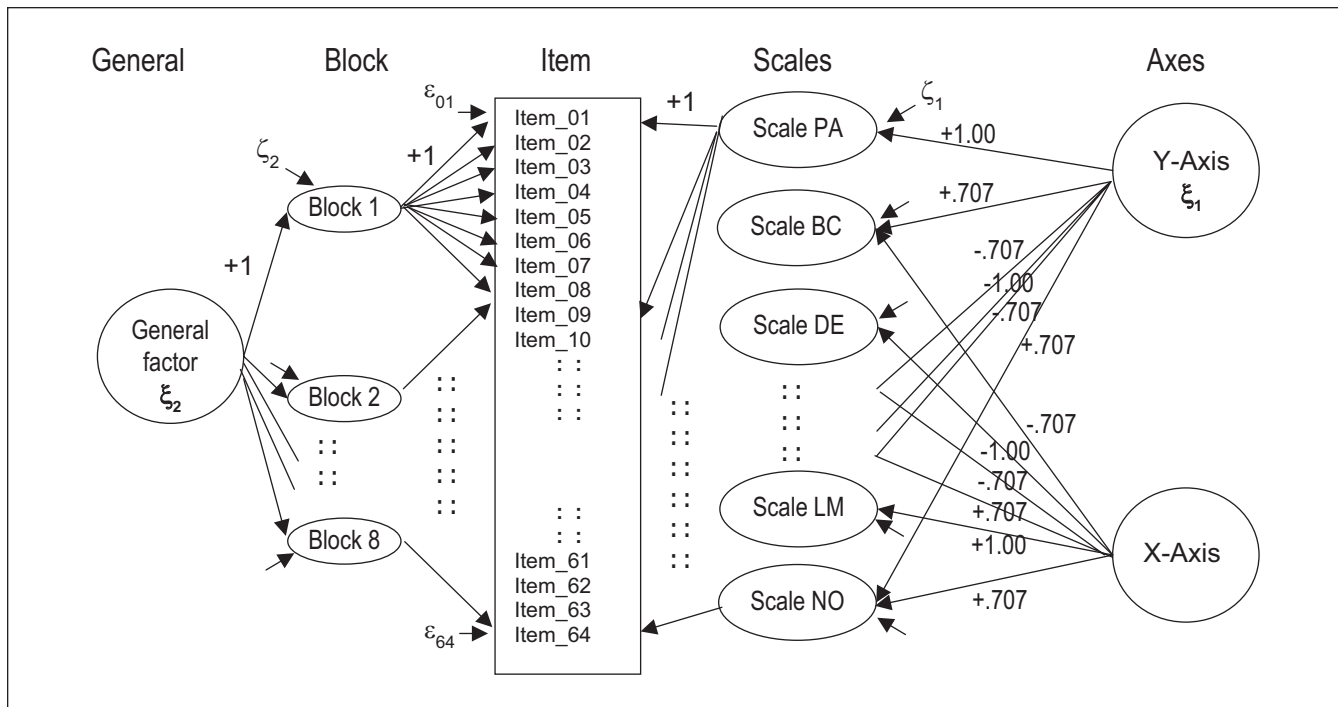 General Block Item Scales Axes
ε01
Item_01
Item_02
Item_03
Item_04
Item_05
Item_06
Item_07
Item_08
Item_09
Item_10
: :
: :
: :
: :
: :
Item_61
Item_62
Item_63
Item_64
ε64
ζ2
+1
Block 1
+1
General
factor
ξ2
Block 2
: :
: :
: :
Block 8
: :
: :
: :
: :
: :
: :
+1
ζ1
Scale PA
Scale BC
Scale DE
: :
: :
: :
Scale LM
Scale NO
: :
: :
: :
: :
: :
: :
+1.00
+.707
-.707
-1.00
-.707
+.707
Y-Axis
ξ1
-.707
-1.00
-.707
+.707
+1.00
+.707
X-Axis